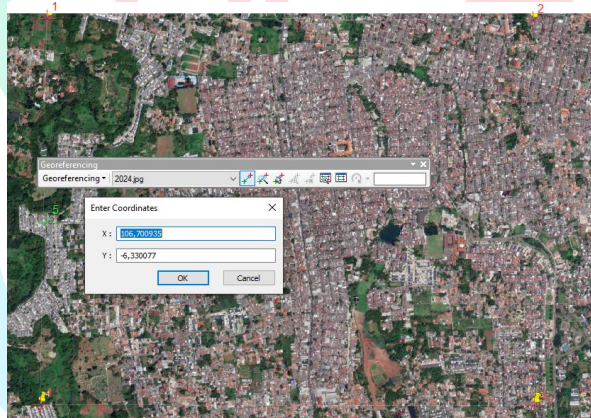 1
2
Georeferencing
Georeferencing
2024.jpg
5
Enter Coordinates
X :
106,700935
Y :
-6,330077
OK
Cancel